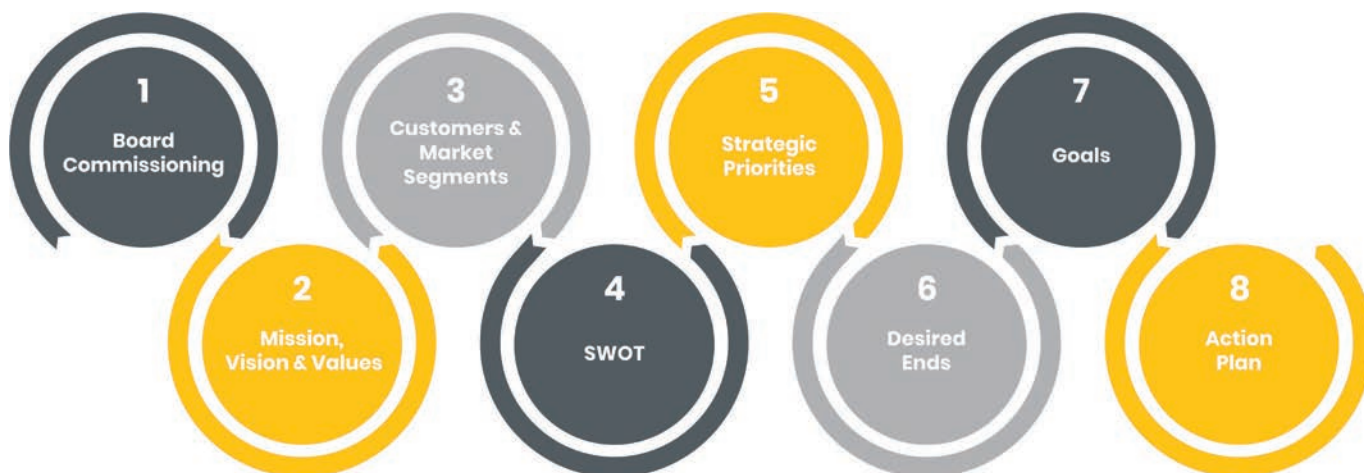 1
Board
Commissioning
2
Mission,
Vision & Values
3
Customers &
Market
Segments
4
SWOT
5
Strategic
Priorities
6
Desired
Ends
7
Goals
8
Action
Plan